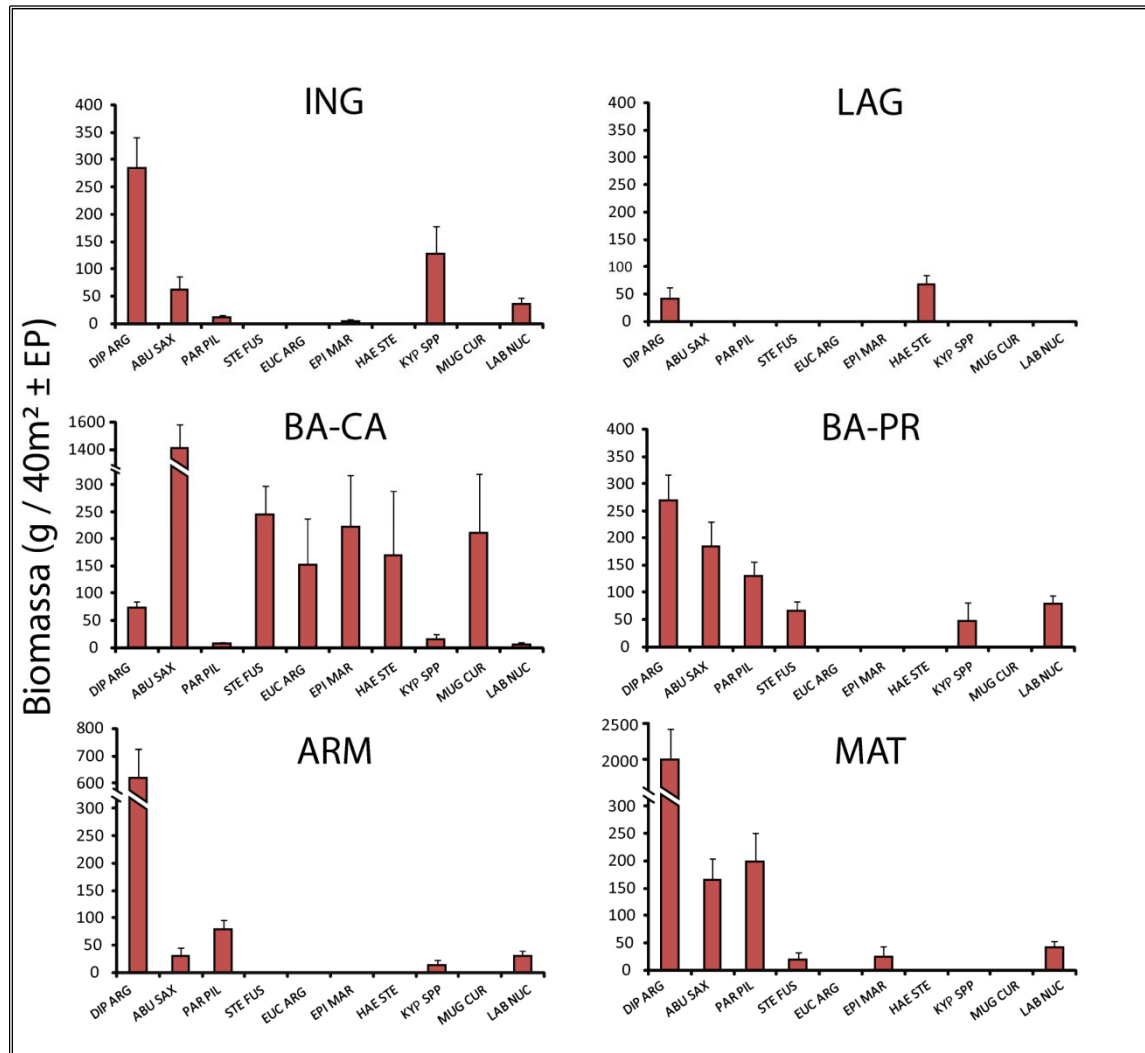 Biomassa (g / 40m² ± EP)
ING
400
350
300
250
200
150
100
50
0
DIP ARG
ABU SAX
PAR PIL
STE FUS
EUC ARG
EPI MAR
HAE STE
KYP SPP
MUG CUR
LAB NUC
LAG
400
350
300
250
200
150
100
50
0
DIP ARG
ABU SAX
PAR PIL
STE FUS
EUC ARG
EPI MAR
HAE STE
KYP SPP
MUG CUR
LAB NUC
BA-CA
1600
1400
300
250
200
150
100
50
0
DIP ARG
ABU SAX
PAR PIL
STE FUS
EUC ARG
EPI MAR
HAE STE
KYP SPP
MUG CUR
LAB NUC
BA-PR
400
350
300
250
200
150
100
50
0
DIP ARG
ABU SAX
PAR PIL
STE FUS
EUC ARG
EPI MAR
HAE STE
KYP SPP
MUG CUR
LAB NUC
ARM
800
700
600
300
250
200
150
100
50
0
DIP ARG
ABU SAX
PAR PIL
STE FUS
EUC ARG
EPI MAR
HAE STE
KYP SPP
MUG CUR
LAB NUC
MAT
2500
2000
300
250
200
150
100
50
0
DIP ARG
ABU SAX
PAR PIL
STE FUS
EUC ARG
EPI MAR
HAE STE
KYP SPP
MUG CUR
LAB NUC